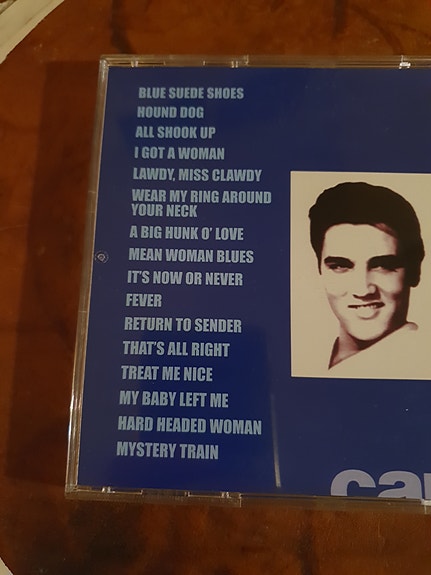 BLUE SUEDE SHOES
HOUND DOG
ALL SHOOK UP
I GOT A WOMAN
LAWDY, MISS CLAWDY
WEAR MY RING AROUND
YOUR NECK
A BIG HUNK O' LOVE
MEAN WOMAN BLUES
IT'S NOW OR NEVER
FEVER
RETURN TO SENDER
THAT'S ALL RIGHT
TREAT ME NICE
MY BABY LEFT ME
HARD HEADED WOMAN
MYSTERY TRAIN